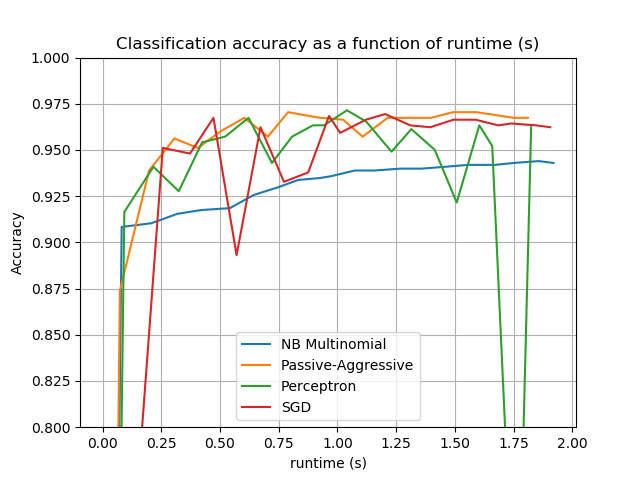 Classification accuracy as a function of runtime (s)
1.000
0.975
0.950
0.925
0.900
0.875
0.850
0.825
0.800
Accuracy
NB Multinomial
Passive-Aggressive
Perceptron
SGD
0.00 0.25 0.50 0.75 1.00 1.25 1.50 1.75 2.00
runtime (s)